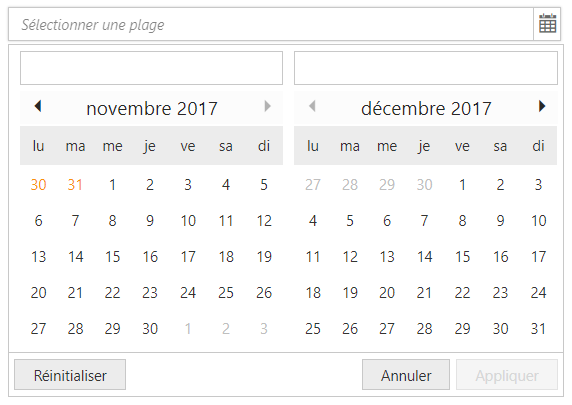 Sélectionner une plage
novembre 2017
lu ma me je ve sa di
30 31 1 2 3 4 5
6 7 8 9 10 11 12
13 14 15 16 17 18 19
20 21 22 23 24 25 26
27 28 29 30 1 2 3
décembre 2017
lu ma me je ve sa di
27 28 29 30 1 2 3
4 5 6 7 8 9 10
11 12 13 14 15 16 17
18 19 20 21 22 23 24
25 26 27 28 29 30 31
Réinitialiser
Annuler
Appliquer